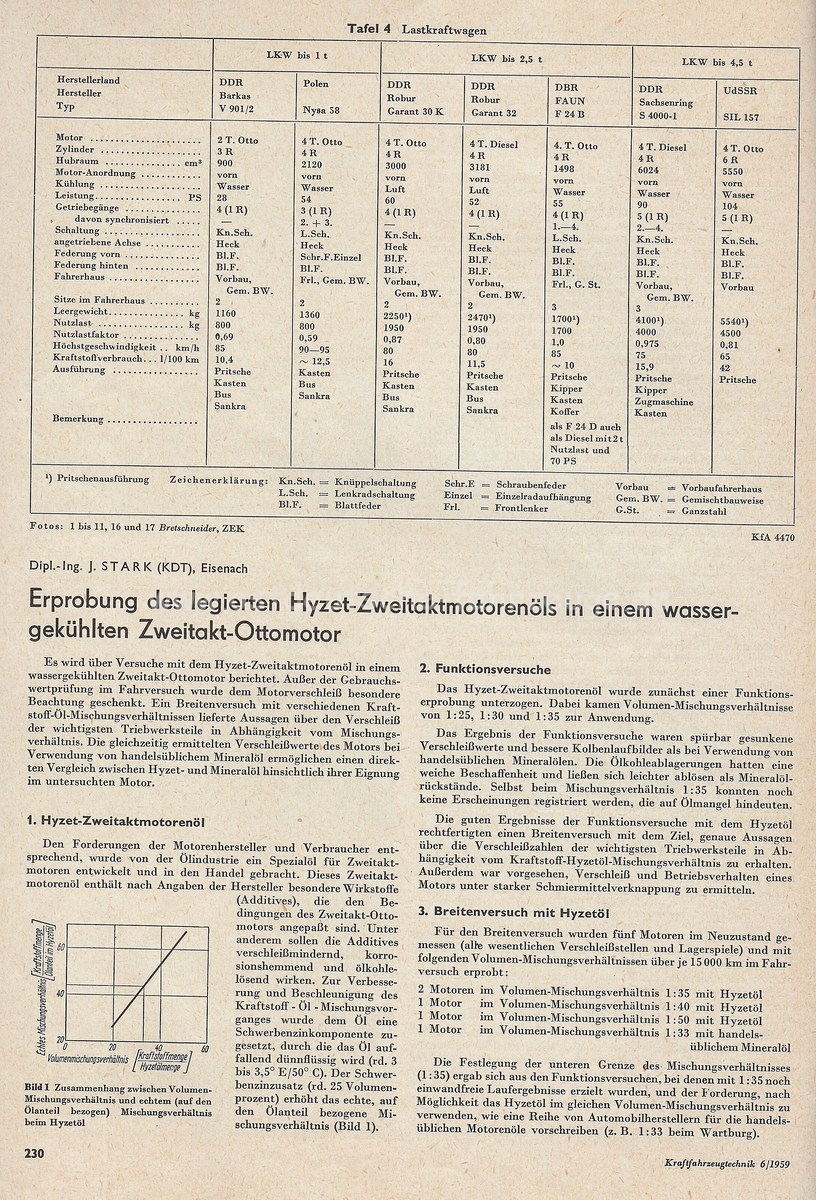 Tafel 4 Lastkraftwagen
LKW bis 1 t LKW bis 2,5 t LKW bis 4,5 t
Herstellerland DDR Polen DDR DDR DBR DDR UdSSR
Hersteller Barkas Robur Robur FAUN Sachsenring
Typ V 901/2 Nysa 58 Garant 30 K Garant 32 F 24 B S 4000-1 SIL 157
Motor ..................... 2 T. Otto 4 T. Otto 4 T. Otto 4 T. Diesel 4. T. Otto 4 T. Diesel 4 T. Otto
Zylinder ................... 3 R 4 R 4 R 4 R 4 R 4 R 6 R
Hubraum .............. cm³ 900 2120 3000 3181 1498 6024 5550
Motor-Anordnung ........... vorn vorn vorn vorn vorn vorn vorn
Kühlung ................... Wasser Wasser Luft Luft Wasser Wasser Wasser
Leistung .............. PS 28 54 60 52 55 90 104
Getriebegänge .............. 4 (1 R) 3 (1 R) 4 (1 R) 4 (1 R) 4 (1 R) 5 (1 R) 5 (1 R)
davon synchronisiert ..... — 2. + 3. — — 1.—4. 2.—4. —
Schaltung .................. Kn.Sch. L.Sch. Kn.Sch. Kn.Sch. L.Sch. Kn.Sch. Kn.Sch.
angetriebene Achse .......... Heck Heck Heck Heck Heck Heck Heck
Federung vorn .............. Bl.F. Schr.F.Einzel Bl.F. Bl.F. Bl.F. Bl.F. Bl.F.
Federung hinten ............ Bl.F. Bl.F. Bl.F. Bl.F. Bl.F. Bl.F. Bl.F.
Fahrerhaus ................. Vorbau, Frl., Gem. BW. Vorbau, Vorbau, Frl., G. St. Vorbau, Vorbau
Gem. BW. Gem. BW. Gem. BW. Gem. BW.
Sitze im Fahrerhaus ......... 2 2 2 2 3 3
Leergewicht .............. kg 1160 1360 2250¹) 2470¹) 1700¹) 4100¹) 5540¹)
Nutzlast ................. kg 800 800 1950 1950 1700 4000 4500
Nutzlastfaktor .............. 0,69 0,59 0,87 0,80 1,0 0,975 0,81
Höchstgeschwindigkeit .. km/h 85 90—95 80 80 85 75 65
Kraftstoffverbrauch... l/100 km 10,4 ~ 12,5 16 11,5 ~ 10 15,9 42
Ausführung ................ Pritsche Kasten Pritsche Pritsche Pritsche Pritsche Pritsche
Kasten Bus Kasten Kasten Kipper Kipper
Bus Sankra Bus Bus Kasten Zugmaschine
Sankra Sankra Sankra Koffer Kasten
Bemerkung ................. als F 24 D auch
als Diesel mit 2 t
Nutzlast und
70 PS
¹) Pritschenausführung Zeichenerklärung: Kn.Sch. = Knüppelschaltung Schr.E = Schraubenfeder Vorbau = Vorbaufahrerhaus
L.Sch. = Lenkradschaltung Einzel = Einzelradaufhängung Gem. BW. = Gemischtbauweise
Bl.F. = Blattfeder Frl. = Frontlenker G.St. = Ganzstahl
Fotos: 1 bis 11, 16 und 17 Bretschneider, ZEK
KfA 4470
Dipl.-Ing. J. STARK (KDT), Eisenach
Erprobung des legierten Hyzet-Zweitaktmotorenöls in einem wasser-
gekühlten Zweitakt-Ottomotor
Es wird über Versuche mit dem Hyzet-Zweitaktmotorenöl in einem
wassergekühlten Zweitakt-Ottomotor berichtet. Außer der Gebrauchs-
wertprüfung im Fahrversuch wurde dem Motorverschleiß besondere
Beachtung geschenkt. Ein Breitenversuch mit verschiedenen Kraft-
stoff-Öl-Mischungsverhältnissen lieferte Aussagen über den Verschleiß
der wichtigsten Triebwerksteile in Abhängigkeit vom Mischungs-
verhältnis. Die gleichzeitig ermittelten Verschleißwerte des Motors bei
Verwendung von handelsüblichem Mineralöl ermöglichen einen direk-
ten Vergleich zwischen Hyzet- und Mineralöl hinsichtlich ihrer Eignung
im untersuchten Motor.
1. Hyzet-Zweitaktmotorenöl
Den Forderungen der Motorenhersteller und Verbraucher ent-
sprechend, wurde von der Ölindustrie ein Spezialöl für Zweitakt-
motoren entwickelt und in den Handel gebracht. Dieses Zweitakt-
motorenöl enthält nach Angaben der Hersteller besondere Wirkstoffe
(Additives), die den Be-
dingungen des Zweitakt-Otto-
motors angepaßt sind. Unter
anderem sollen die Additives
verschleißmindernd, korro-
sionshemmend und ölkohle-
lösend wirken. Zur Verbesse-
rung und Beschleunigung des
Kraftstoff - Öl - Mischungsvor-
ganges wurde dem Öl eine
Schwerbenzinkomponente zu-
gesetzt, durch die das Öl auf-
fallend dünnflüssig wird (rd. 3
bis 3,5° E/50° C). Der Schwer-
benzinzusatz (rd. 25 Volumen-
prozent) erhöht das echte, auf
den Ölanteil bezogene Mi-
schungsverhältnis (Bild 1).
Echtes Mischungsverhältnis [Kraftstoffmenge / Ölanteil in Hyzetöl]
60
40
20
0 20 40 60
Volumenmischungsverhältnis [Kraftstoffmenge / Hyzetölmenge]
Bild 1 Zusammenhang zwischen Volumen-
Mischungsverhältnis und echtem (auf den
Ölanteil bezogen) Mischungsverhältnis
beim Hyzetöl
2. Funktionsversuche
Das Hyzet-Zweitaktmotorenöl wurde zunächst einer Funktions-
erprobung unterzogen. Dabei kamen Volumen-Mischungsverhältnisse
von 1:25, 1:30 und 1:35 zur Anwendung.
Das Ergebnis der Funktionsversuche waren spürbar gesunkene
Verschleißwerte und bessere Kolbenlaufbilder als bei Verwendung von
handelsüblichen Mineralölen. Die Ölkohleablagerungen hatten eine
weiche Beschaffenheit und ließen sich leichter ablösen als Mineralöl-
rückstände. Selbst beim Mischungsverhältnis 1:35 konnten noch
keine Erscheinungen registriert werden, die auf Ölmangel hindeuten.
Die guten Ergebnisse der Funktionsversuche mit dem Hyzetöl
rechtfertigten einen Breitenversuch mit dem Ziel, genaue Aussagen
über die Verschleißzahlen der wichtigsten Triebwerksteile in Ab-
hängigkeit vom Kraftstoff-Hyzetöl-Mischungsverhältnis zu erhalten.
Außerdem war vorgesehen, Verschleiß und Betriebsverhalten eines
Motors unter starker Schmiermittelverknappung zu ermitteln.
3. Breitenversuch mit Hyzetöl
Für den Breitenversuch wurden fünf Motoren im Neuzustand ge-
messen (alle wesentlichen Verschleißstellen und Lagerspiele) und mit
folgenden Volumen-Mischungsverhältnissen über je 15 000 km im Fahr-
versuch erprobt:
2 Motoren im Volumen-Mischungsverhältnis 1:35 mit Hyzetöl
1 Motor im Volumen-Mischungsverhältnis 1:40 mit Hyzetöl
1 Motor im Volumen-Mischungsverhältnis 1:50 mit Hyzetöl
1 Motor im Volumen-Mischungsverhältnis 1:33 mit handels-
üblichem Mineralöl
Die Festlegung der unteren Grenze des Mischungsverhältnisses
(1:35) ergab sich aus den Funktionsversuchen, bei denen mit 1:35 noch
einwandfreie Laufergebnisse erzielt wurden, und der Forderung, nach
Möglichkeit das Hyzetöl im gleichen Volumen-Mischungsverhältnis zu
verwenden, wie eine Reihe von Automobilherstellern für die handels-
üblichen Motorenöle vorschreiben (z. B. 1:33 beim Wartburg).
230
Kraftfahrzeugtechnik 6/1959